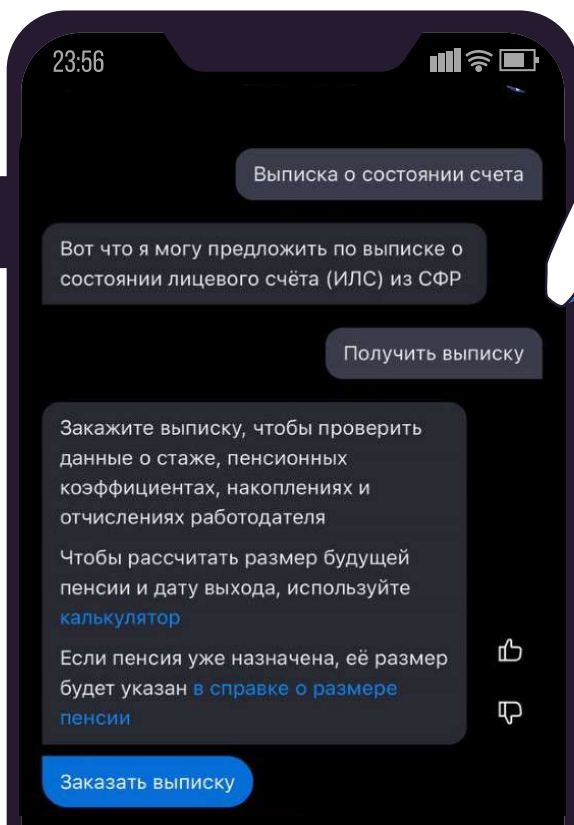 23:56
Выписка о состоянии счета
Вот что я могу предложить по выписке о
состоянии лицевого счёта (ИЛС) из СФР
Получить выписку
Закажите выписку, чтобы проверить
данные о стаже, пенсионных
коэффициентах, накоплениях и
отчислениях работодателя
Чтобы рассчитать размер будущей
пенсии и дату выхода, используйте
калькулятор
Если пенсия уже назначена, её размер
будет указан в справке о размере
пенсии
Заказать выписку